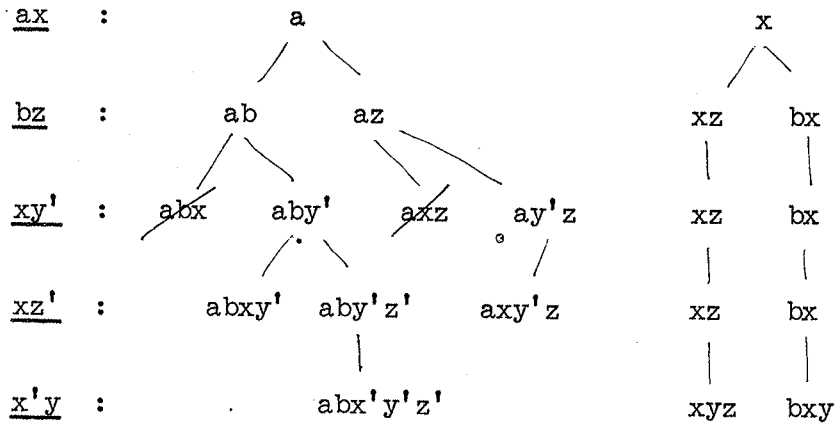 ax : a x
bz : ab az xz bx
xy' : abx aby' axz ay'z xz bx
xz' : abxy' aby'z' axy'z xz bx
x'y : abx'y'z' xyz bxy